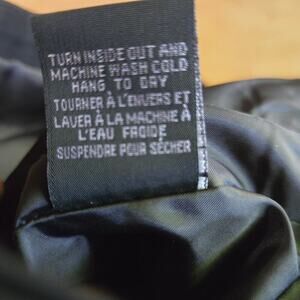 TURN INSIDE OUT AND
MACHINE WASH COLD
HANG TO DRY
TOURNER À L'ENVERS ET
LAVER À LA MACHINE À
L'EAU FROIDE
SUSPENDRE POUR SÉCHER